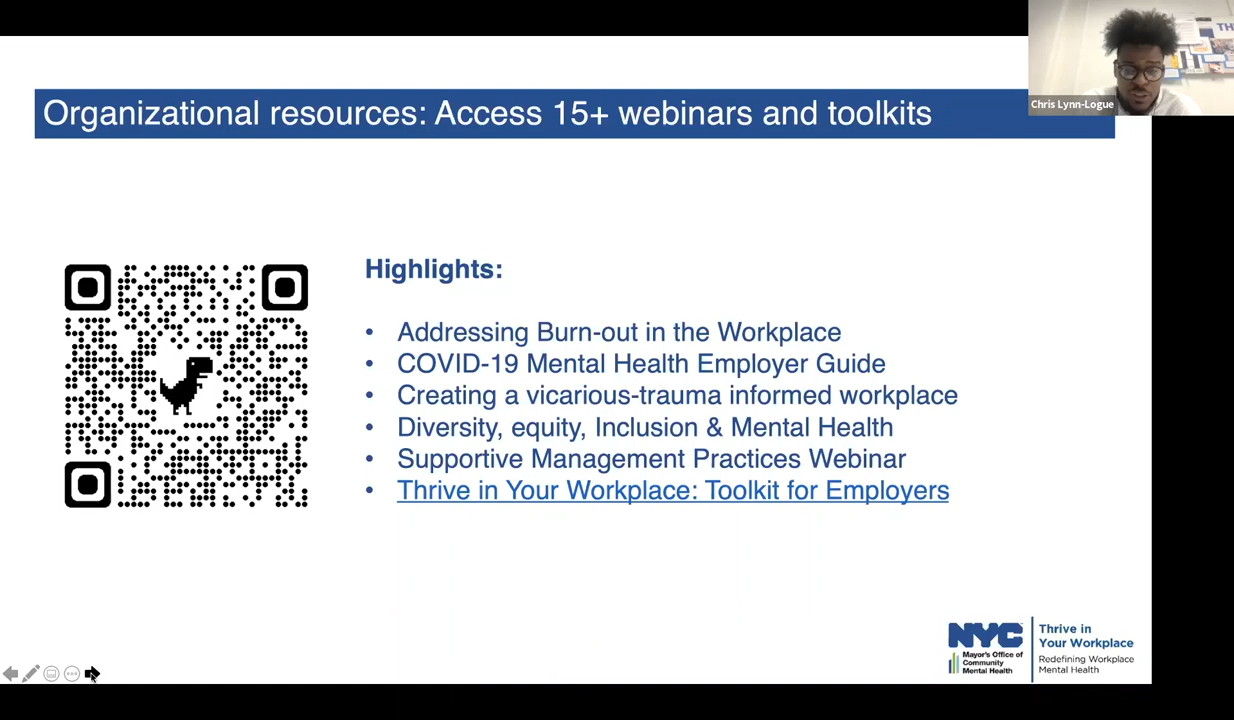 Organizational resources: Access 15+ webinars and toolkits
Chris Lynn-Logue
Highlights:
• Addressing Burn-out in the Workplace
• COVID-19 Mental Health Employer Guide
• Creating a vicarious-trauma informed workplace
• Diversity, equity, Inclusion & Mental Health
• Supportive Management Practices Webinar
• Thrive in Your Workplace: Toolkit for Employers
NYC
Mayor's Office of
Community
Mental Health
Thrive in
Your Workplace
Redefining Workplace
Mental Health